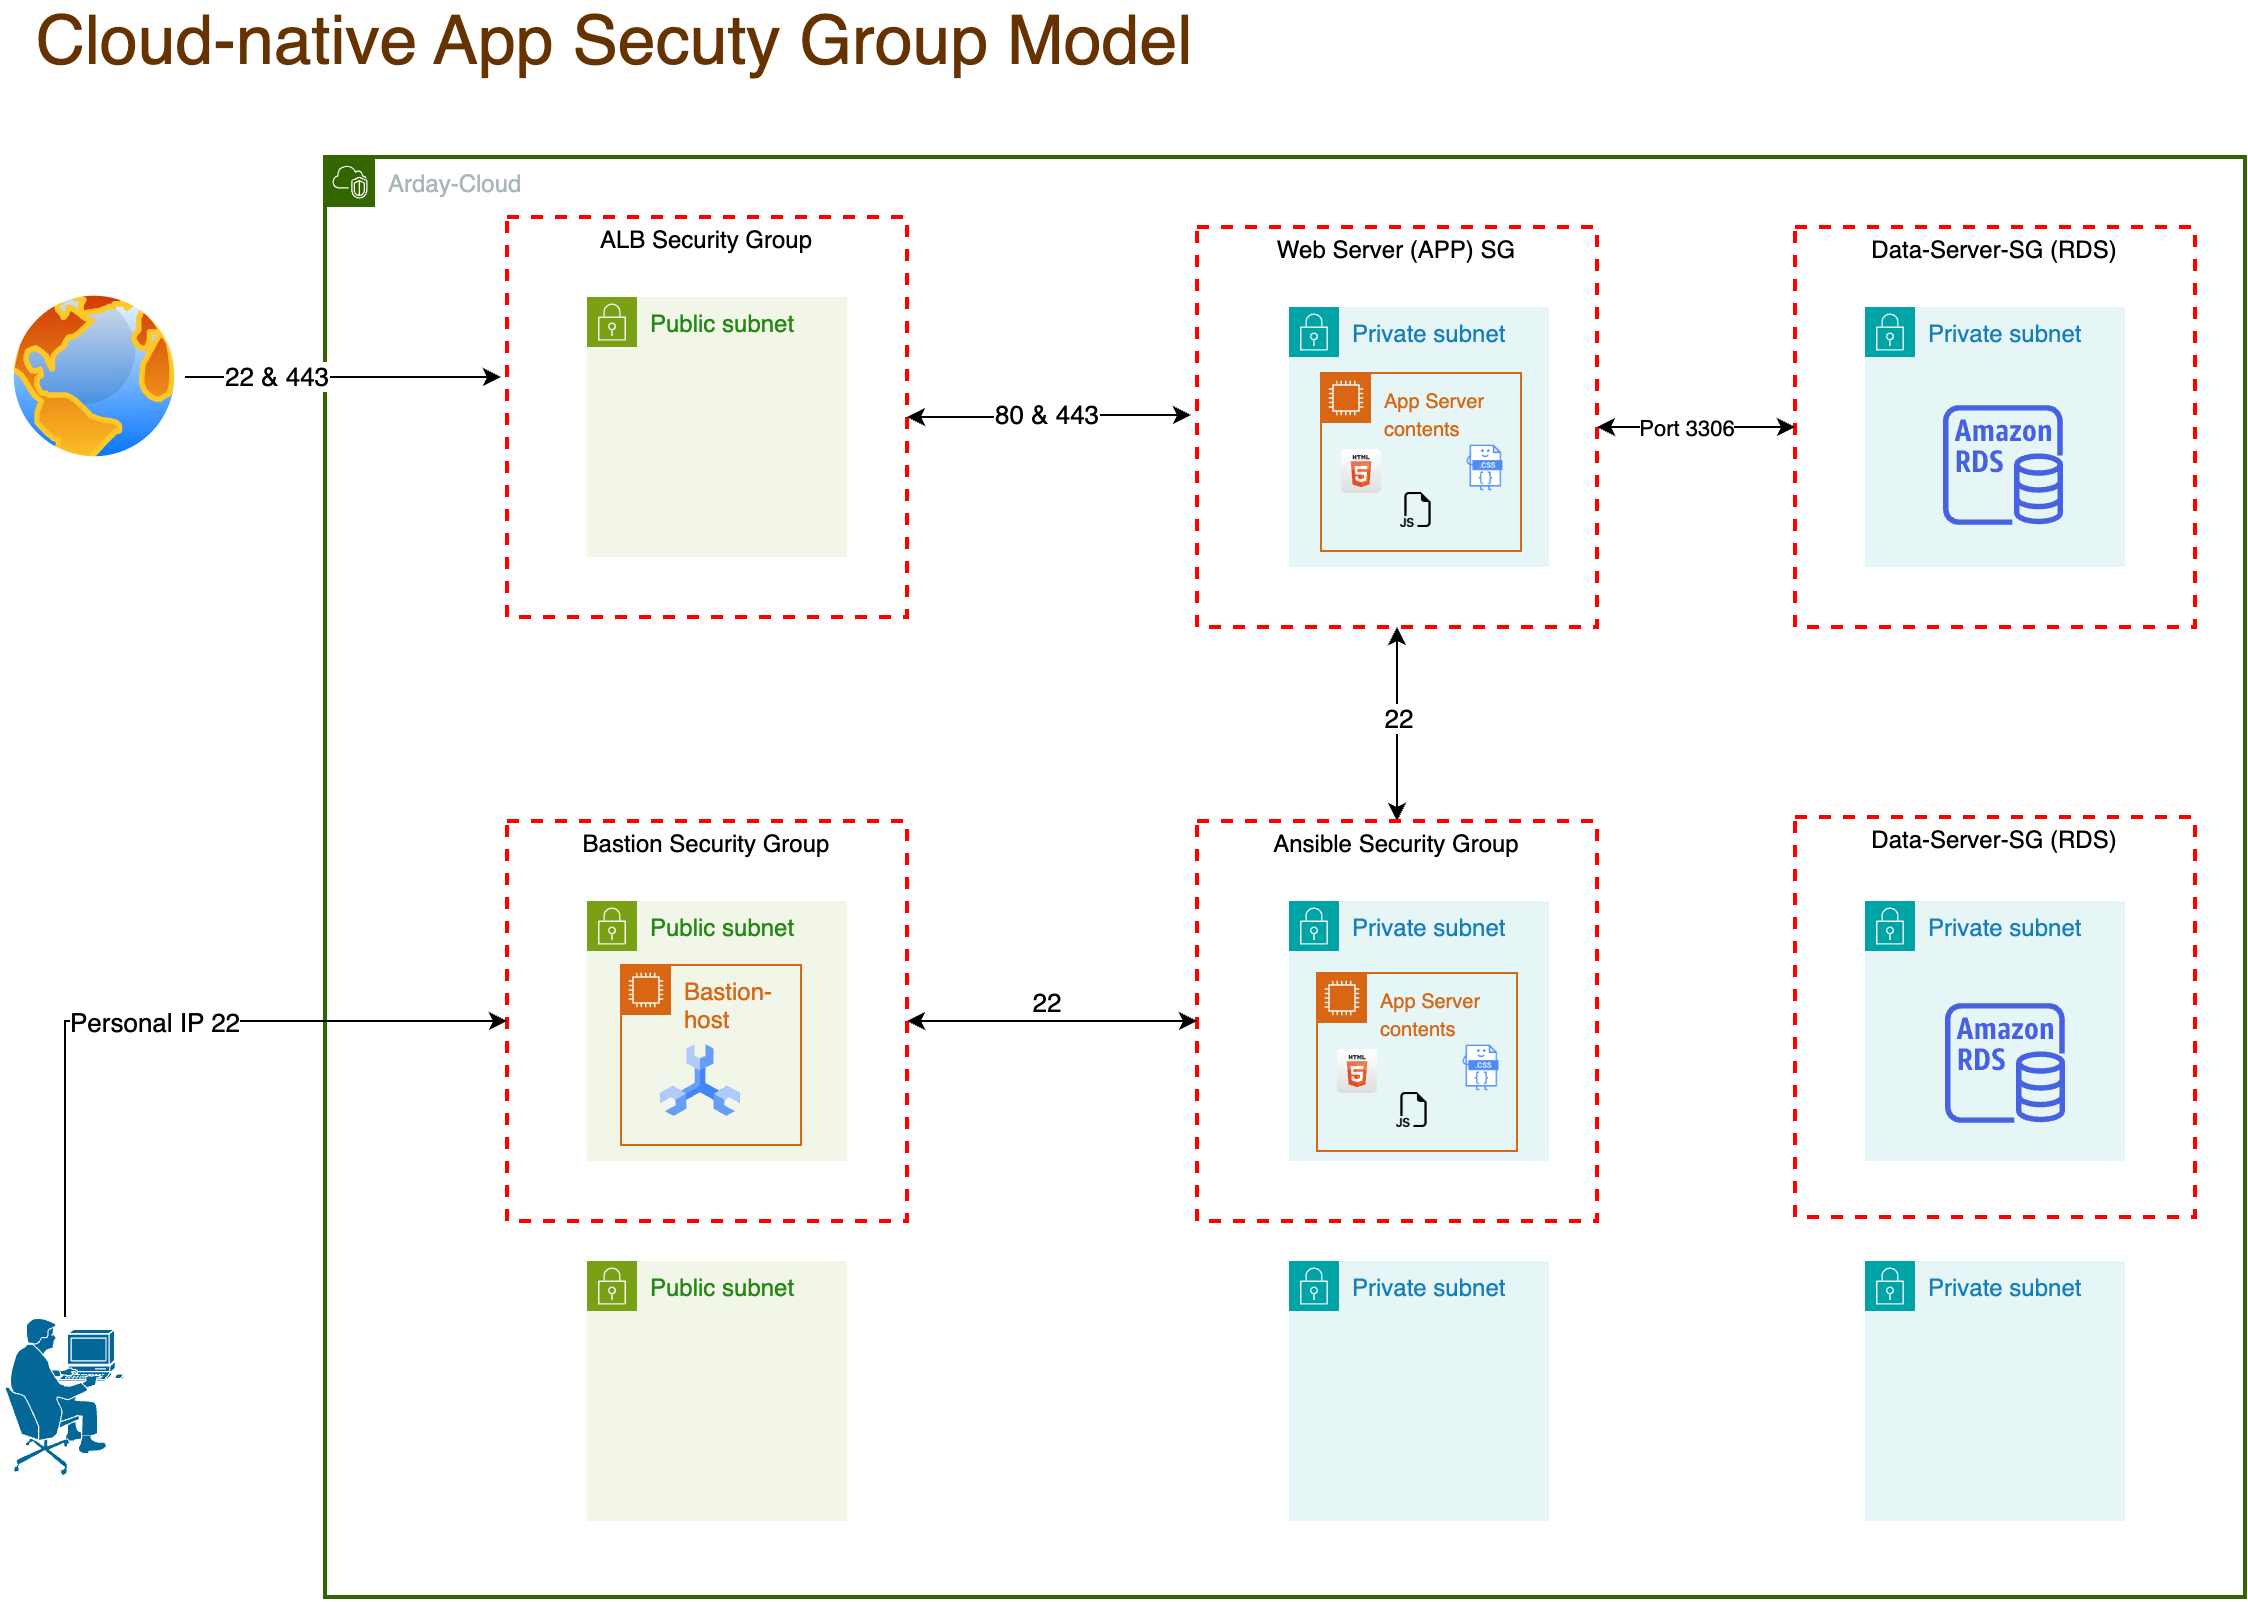 Cloud-native App Secuty Group Model
Arday-Cloud
ALB Security Group
Public subnet
22 & 443
80 & 443
Web Server (APP) SG
Private subnet
App Server
contents
HTML
5
.CSS
{ }
JS
Port 3306
Data-Server-SG (RDS)
Private subnet
Amazon
RDS
22
Bastion Security Group
Public subnet
Bastion-
host
Personal IP 22
22
Ansible Security Group
Private subnet
App Server
contents
HTML
5
.CSS
{ }
JS
Data-Server-SG (RDS)
Private subnet
Amazon
RDS
Public subnet
Private subnet
Private subnet